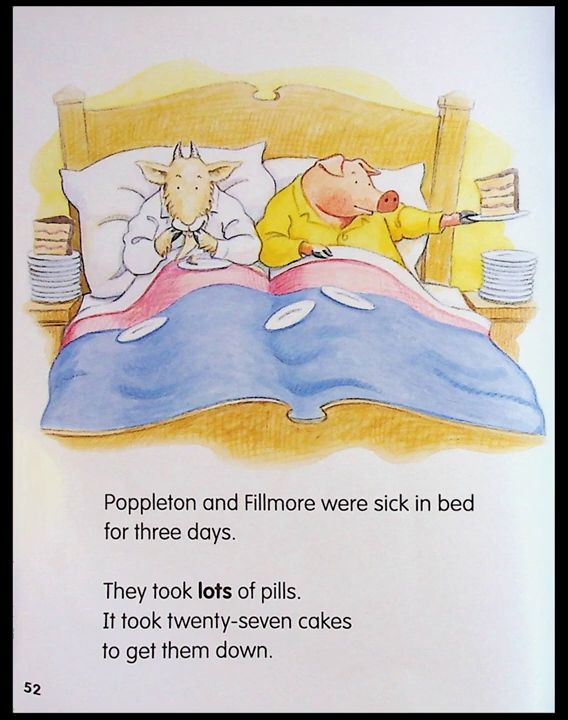 Poppleton and Fillmore were sick in bed
for three days.
They took lots of pills.
It took twenty-seven cakes
to get them down.
52